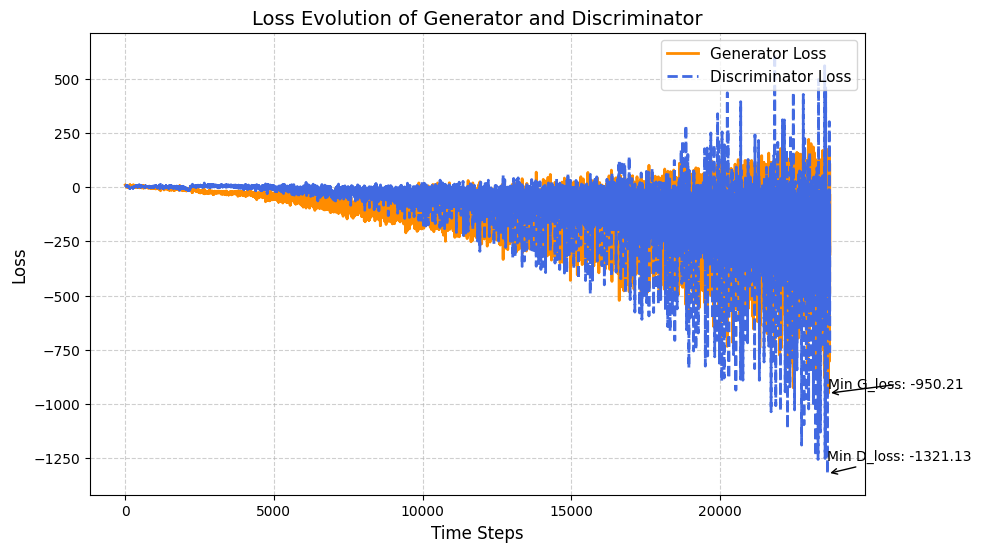 Loss Evolution of Generator and Discriminator
Generator Loss
Discriminator Loss
500
250
0
−250
−500
−750
−1000
−1250
Loss
Min G_loss: -950.21
Min D_loss: -1321.13
0
5000
10000
15000
20000
Time Steps